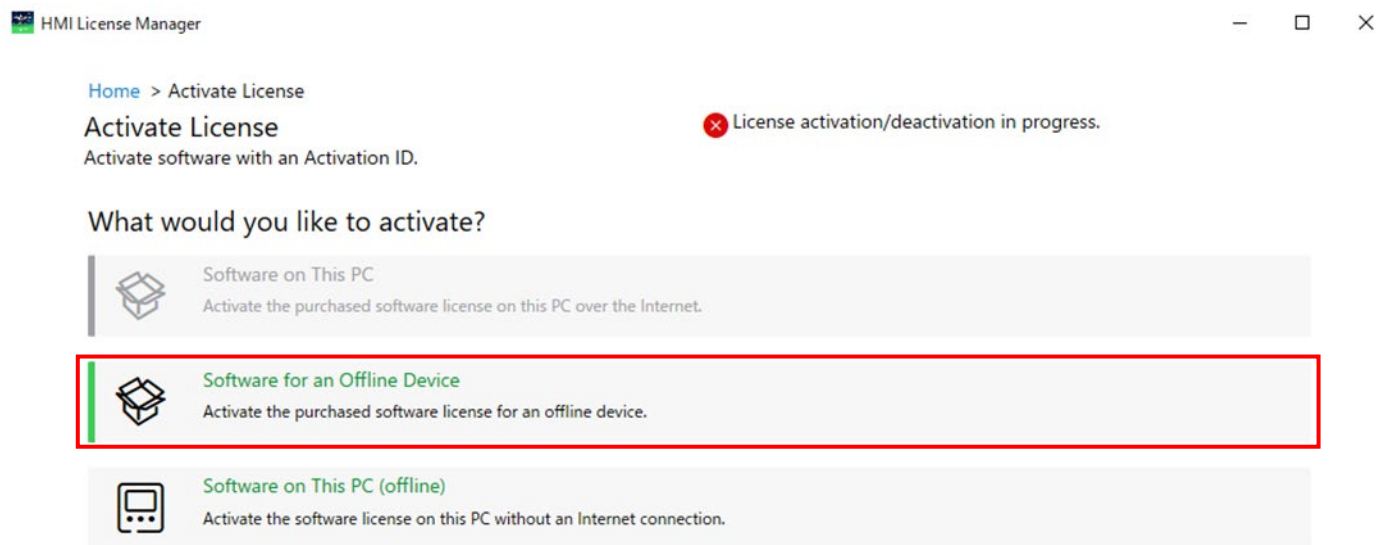 HMI License Manager
Home > Activate License
Activate License
License activation/deactivation in progress.
Activate software with an Activation ID.
What would you like to activate?
Software on This PC
Activate the purchased software license on this PC over the Internet.
Software for an Offline Device
Activate the purchased software license for an offline device.
Software on This PC (offline)
Activate the software license on this PC without an Internet connection.